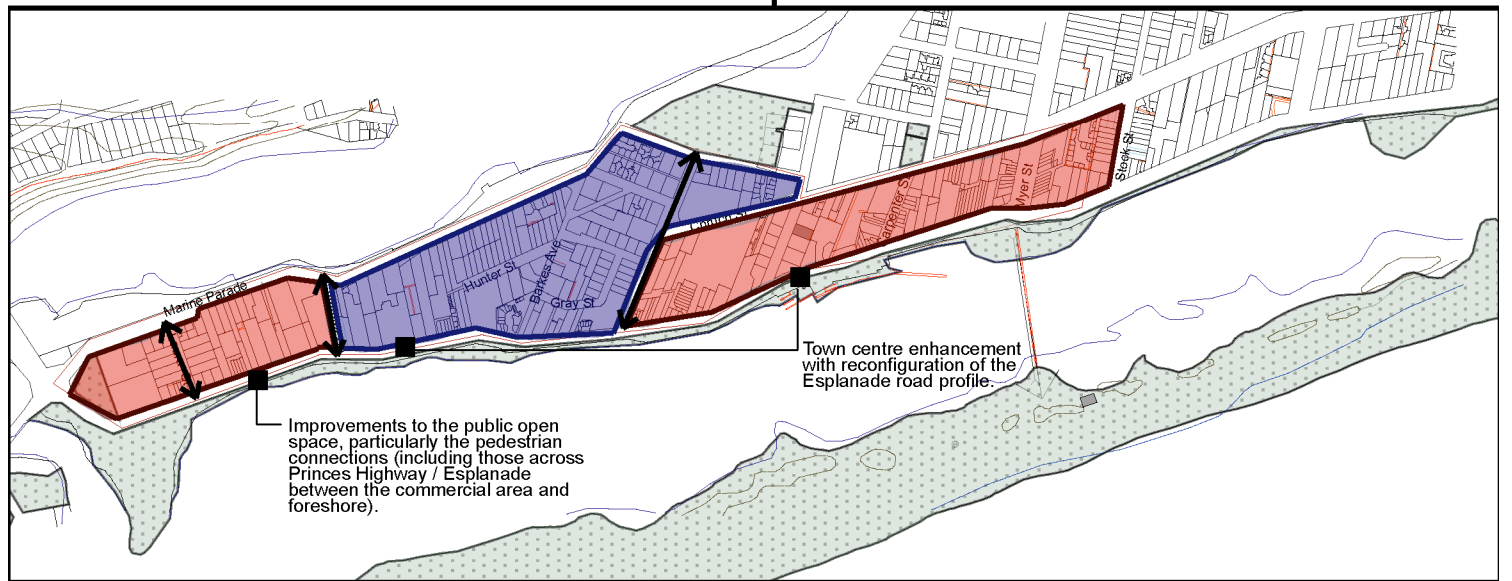 Stock St
Myer St
Carpenter St
Church St
Barkes Ave
Hunter St
Gray St
Marine Parade
Town centre enhancement
with reconfiguration of the
Esplanade road profile.
Improvements to the public open
space, particularly the pedestrian
connections (including those across
Princes Highway / Esplanade
between the commercial area and
foreshore).